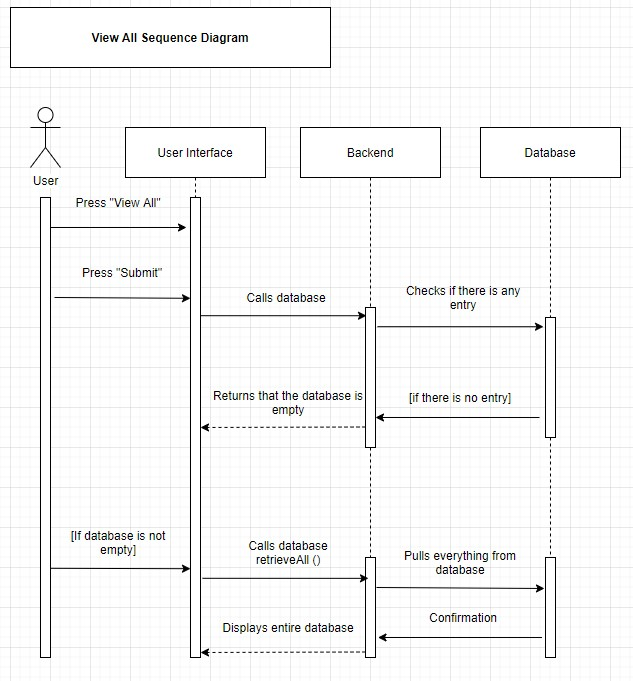 View All Sequence Diagram
User
User Interface
Backend
Database
Press "View All"
Press "Submit"
Calls database
Checks if there is any
entry
Returns that the database is
empty
[if there is no entry]
[If database is not
empty]
Calls database
retrieveAll ()
Pulls everything from
database
Displays entire database
Confirmation